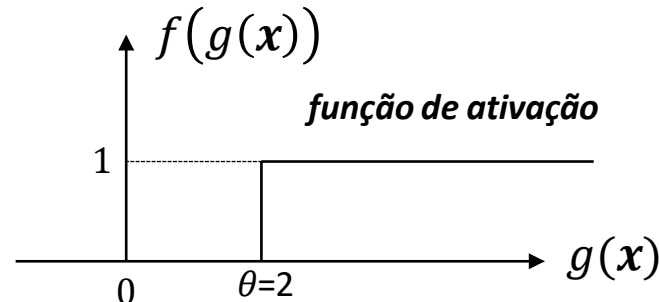 f(g(x))
função de ativação
1
g(x)
0
θ=2